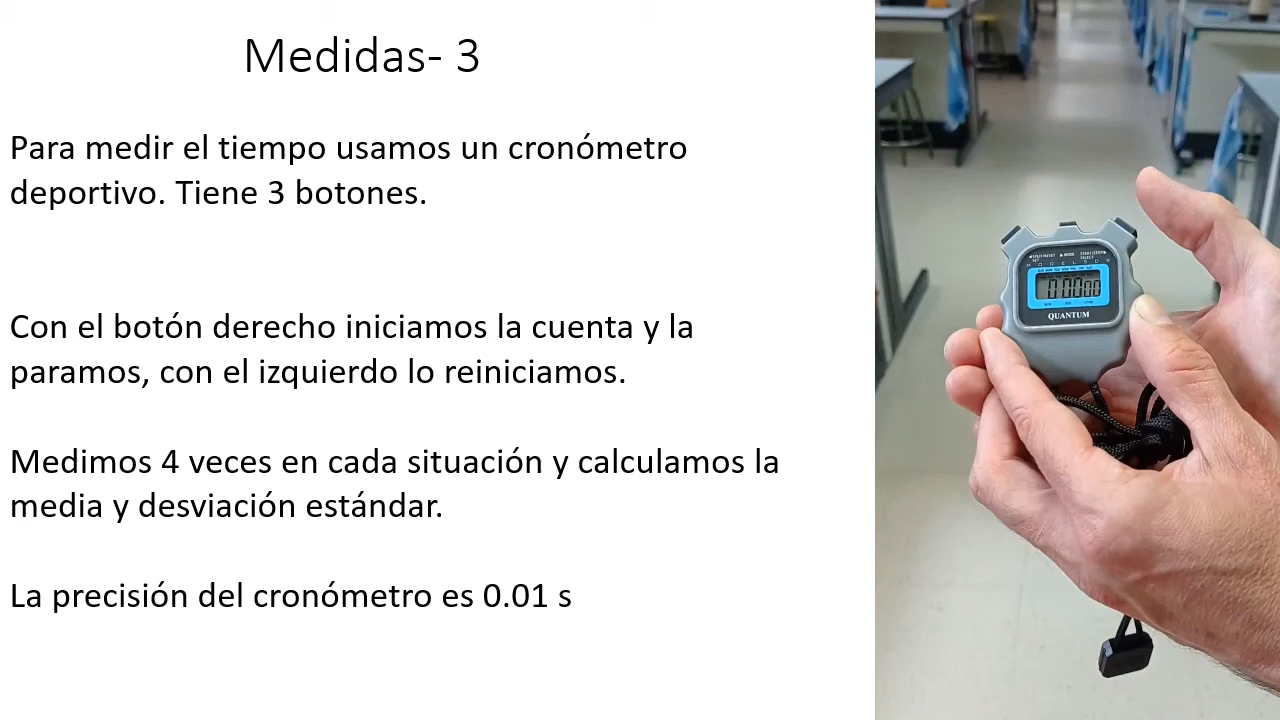 Medidas- 3
Para medir el tiempo usamos un cronómetro
deportivo. Tiene 3 botones.
Con el botón derecho iniciamos la cuenta y la
paramos, con el izquierdo lo reiniciamos.
Medimos 4 veces en cada situación y calculamos la
media y desviación estándar.
La precisión del cronómetro es 0.01 s
MODE
QUANTUM